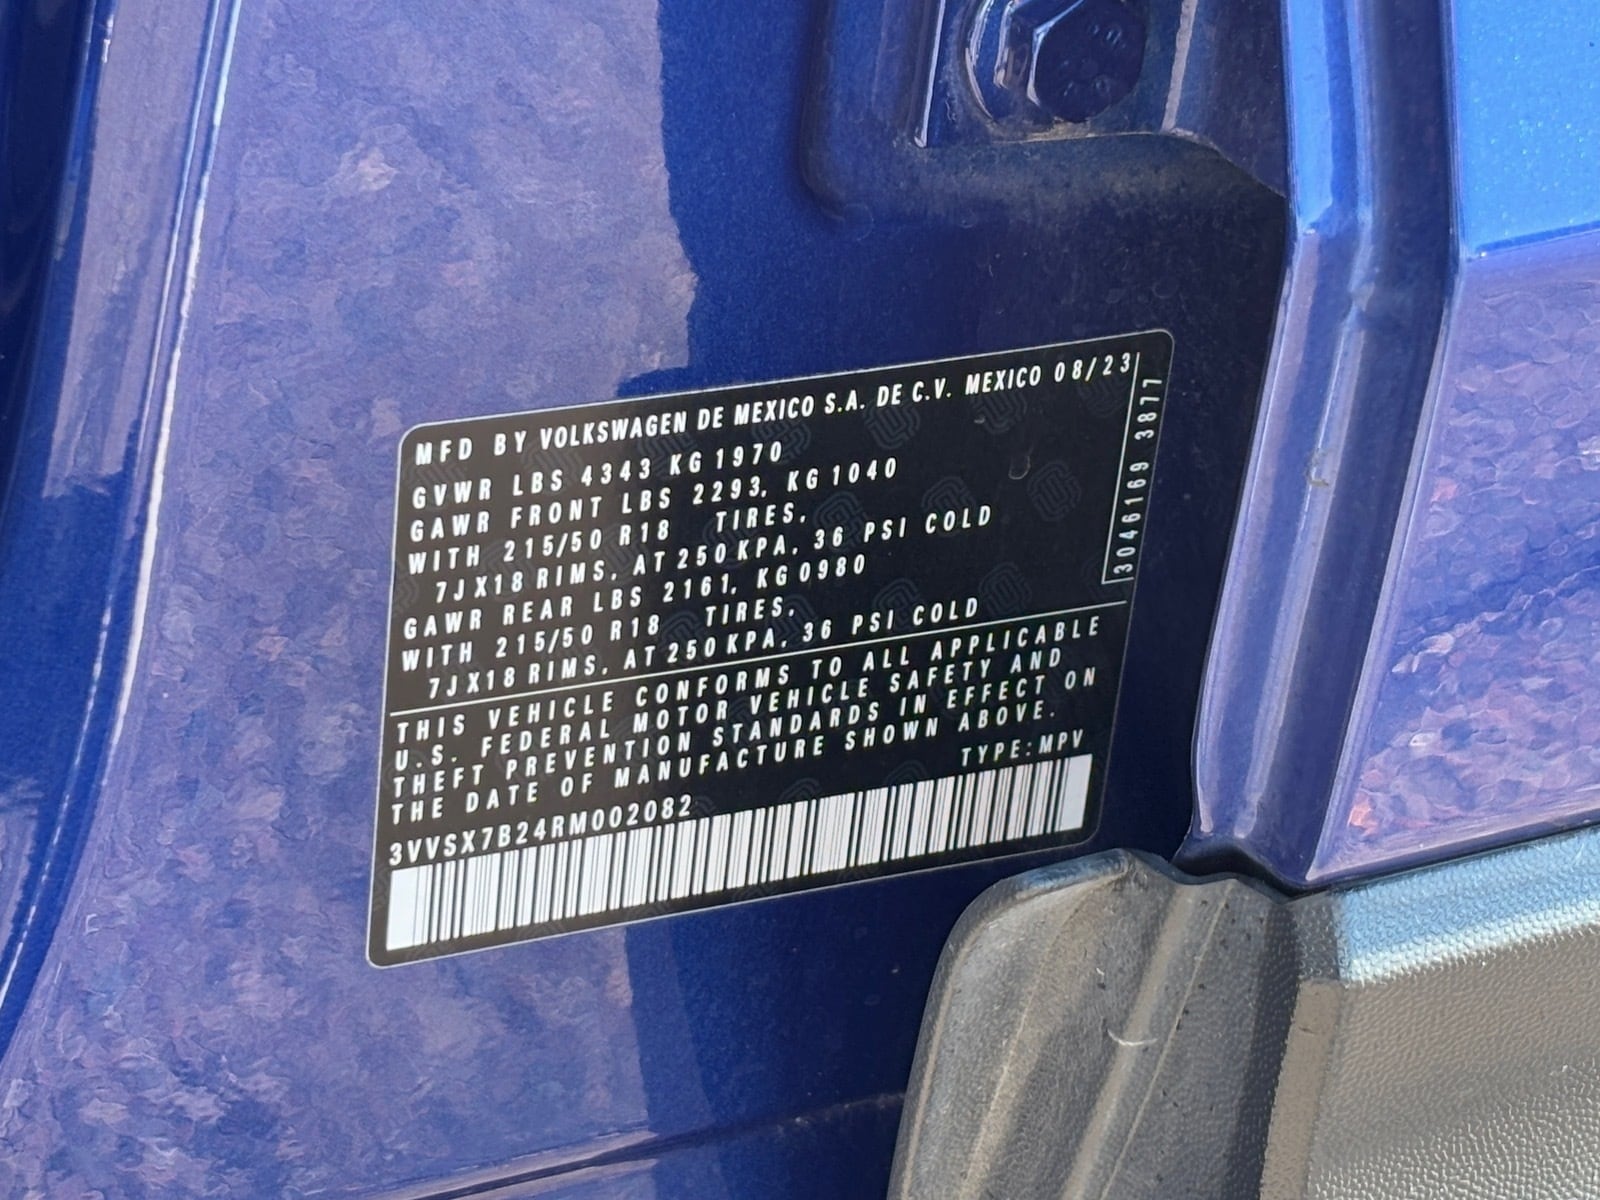 MFD BY VOLKSWAGEN DE MEXICO S.A. DE C.V. MEXICO 08/23
GVWR LBS 4343 KG 1970
GAWR FRONT LBS 2293, KG 1040
WITH 215/50 R18 TIRES,
7JX18 RIMS, AT 250 KPA, 36 PSI COLD
GAWR REAR LBS 2161, KG 0980
WITH 215/50 R18 TIRES,
7JX18 RIMS, AT 250 KPA, 36 PSI COLD
3046169 3877
THIS VEHICLE CONFORMS TO ALL APPLICABLE
U.S. FEDERAL MOTOR VEHICLE SAFETY AND
THEFT PREVENTION STANDARDS IN EFFECT ON
THE DATE OF MANUFACTURE SHOWN ABOVE.
3VVSX7B24RM002082 TYPE: MPV